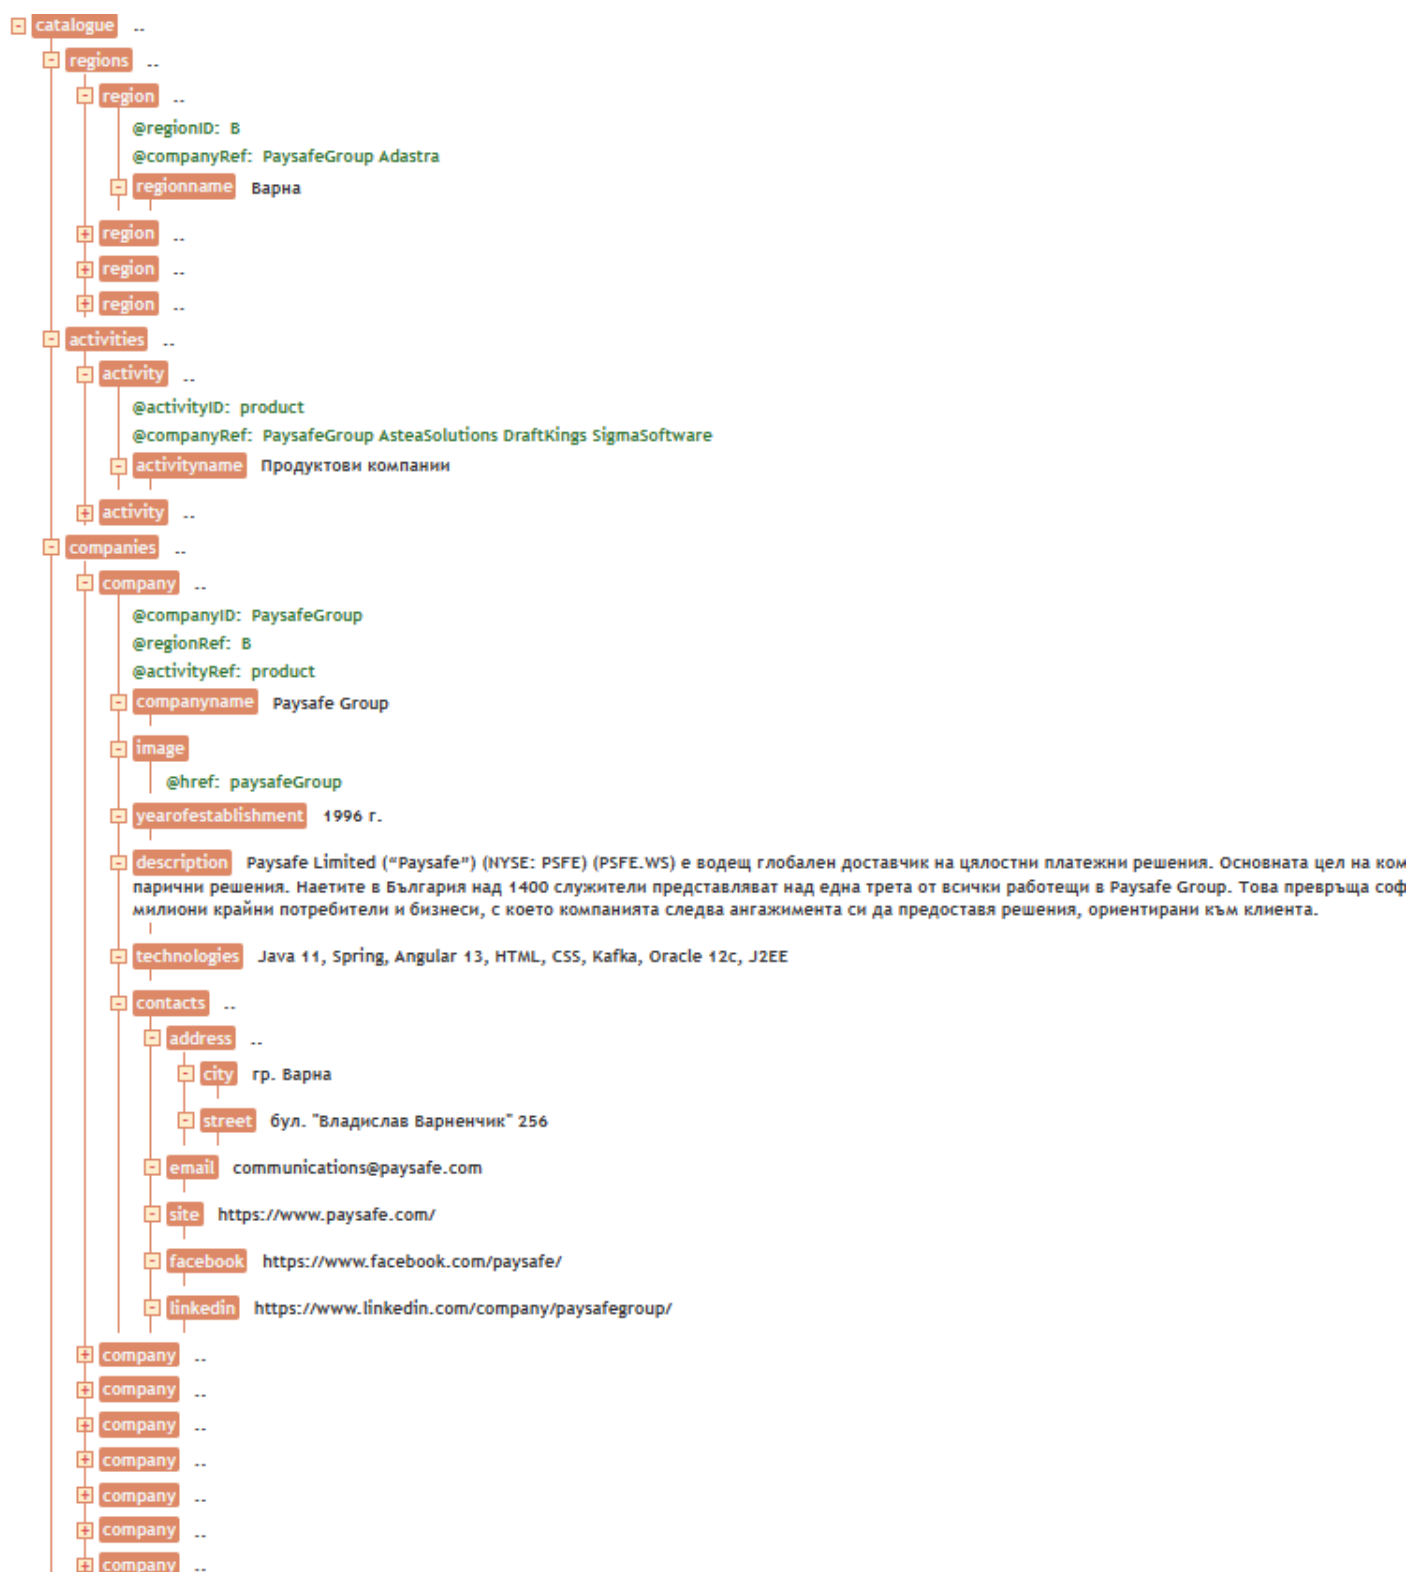 catalogue ..
regions ..
region ..
@regionID: B
@companyRef: PaysafeGroup Adastra
regionname Варна
region ..
region ..
region ..
activities ..
activity ..
@activityID: product
@companyRef: PaysafeGroup AsteaSolutions DraftKings SigmaSoftware
activityname Продуктови компании
activity ..
companies ..
company ..
@companyID: PaysafeGroup
@regionRef: B
@activityRef: product
companyname Paysafe Group
image
@href: paysafeGroup
yearofestablishment 1996 г.
description Paysafe Limited (“Paysafe”) (NYSE: PSFE) (PSFE.WS) е водещ глобален доставчик на цялостни платежни решения. Основната цел на ком
парични решения. Наетите в България над 1400 служители представляват над една трета от всички работещи в Paysafe Group. Това превръща соф
милиони крайни потребители и бизнеси, с което компанията следва ангажимента си да предоставя решения, ориентирани към клиента.
technologies Java 11, Spring, Angular 13, HTML, CSS, Kafka, Oracle 12c, J2EE
contacts ..
address ..
city гр. Варна
street бул. "Владислав Варненчик" 256
email communications@paysafe.com
site https://www.paysafe.com/
facebook https://www.facebook.com/paysafe/
linkedin https://www.linkedin.com/company/paysafegroup/
company ..
company ..
company ..
company ..
company ..
company ..
company ..